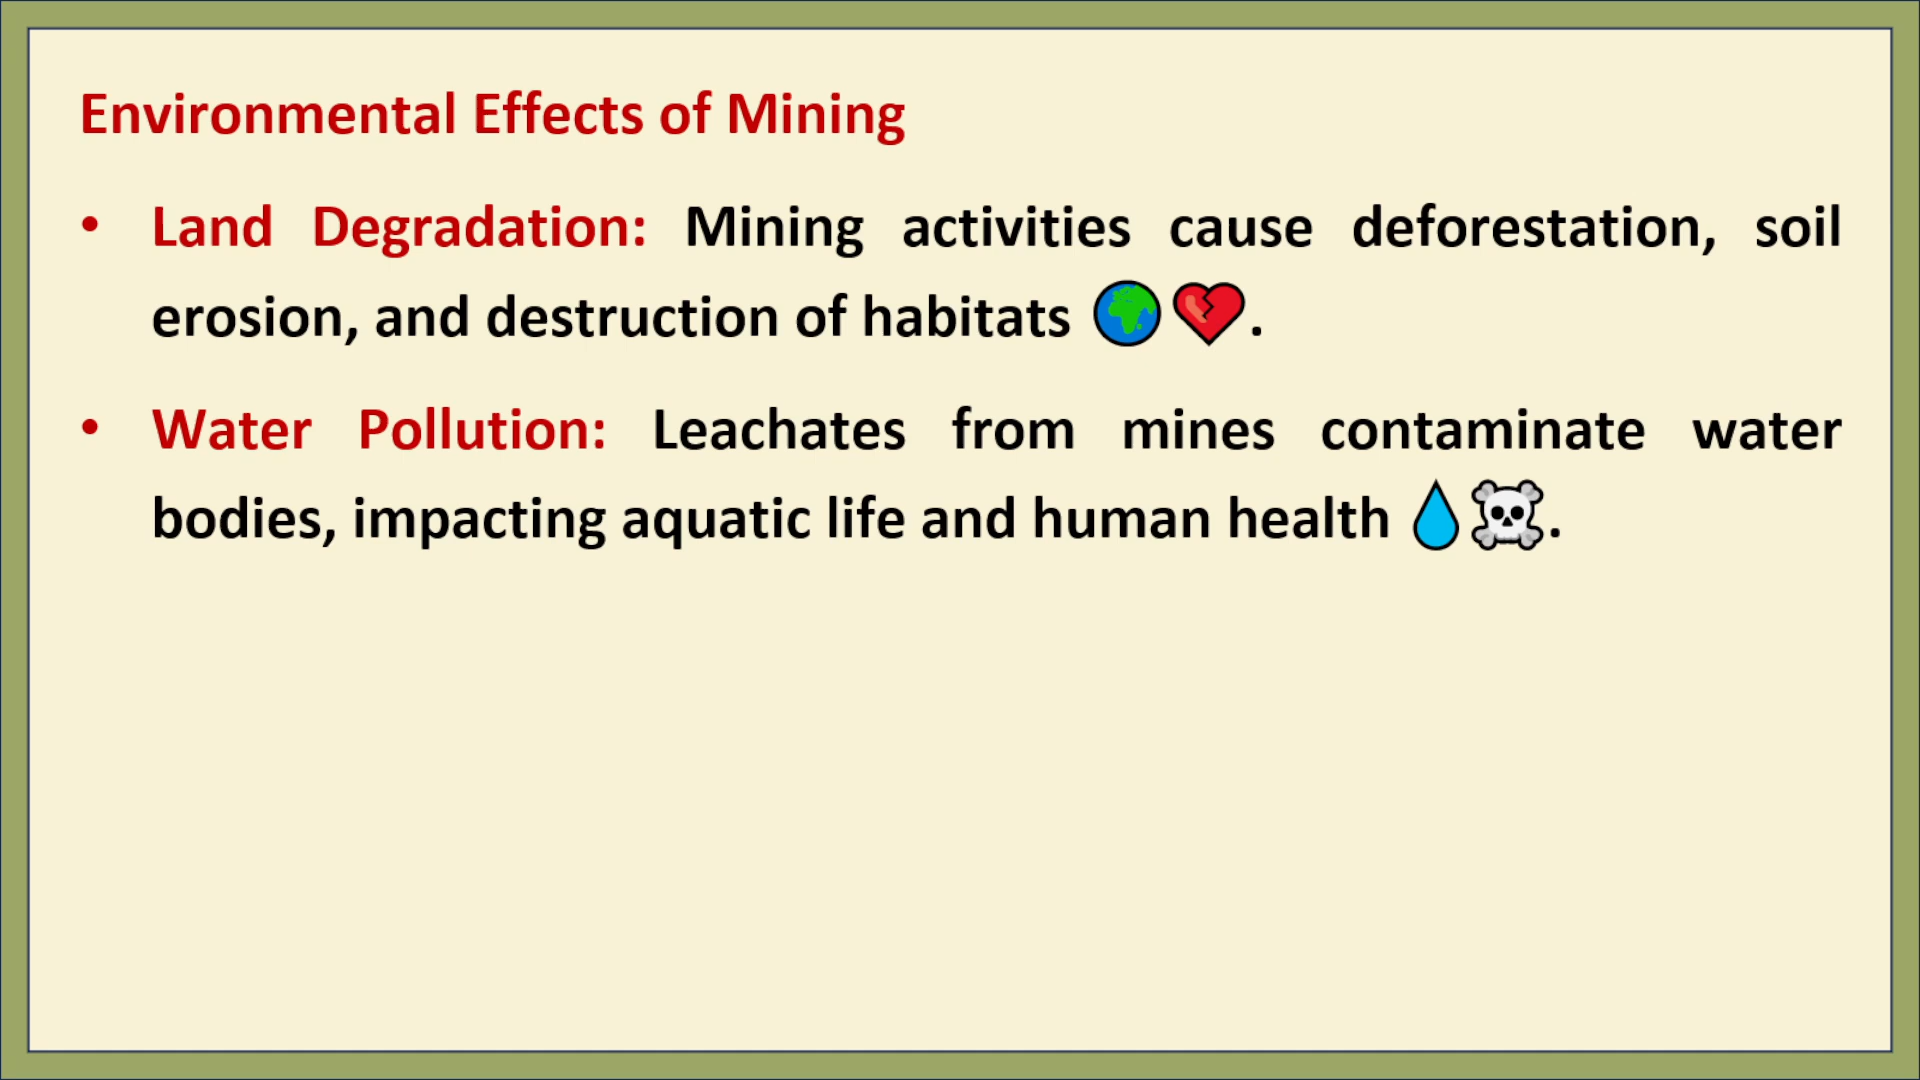 Environmental Effects of Mining
• Land Degradation: Mining activities cause deforestation, soil
erosion, and destruction of habitats 🌍💔.
• Water Pollution: Leachates from mines contaminate water
bodies, impacting aquatic life and human health 💧☠️.